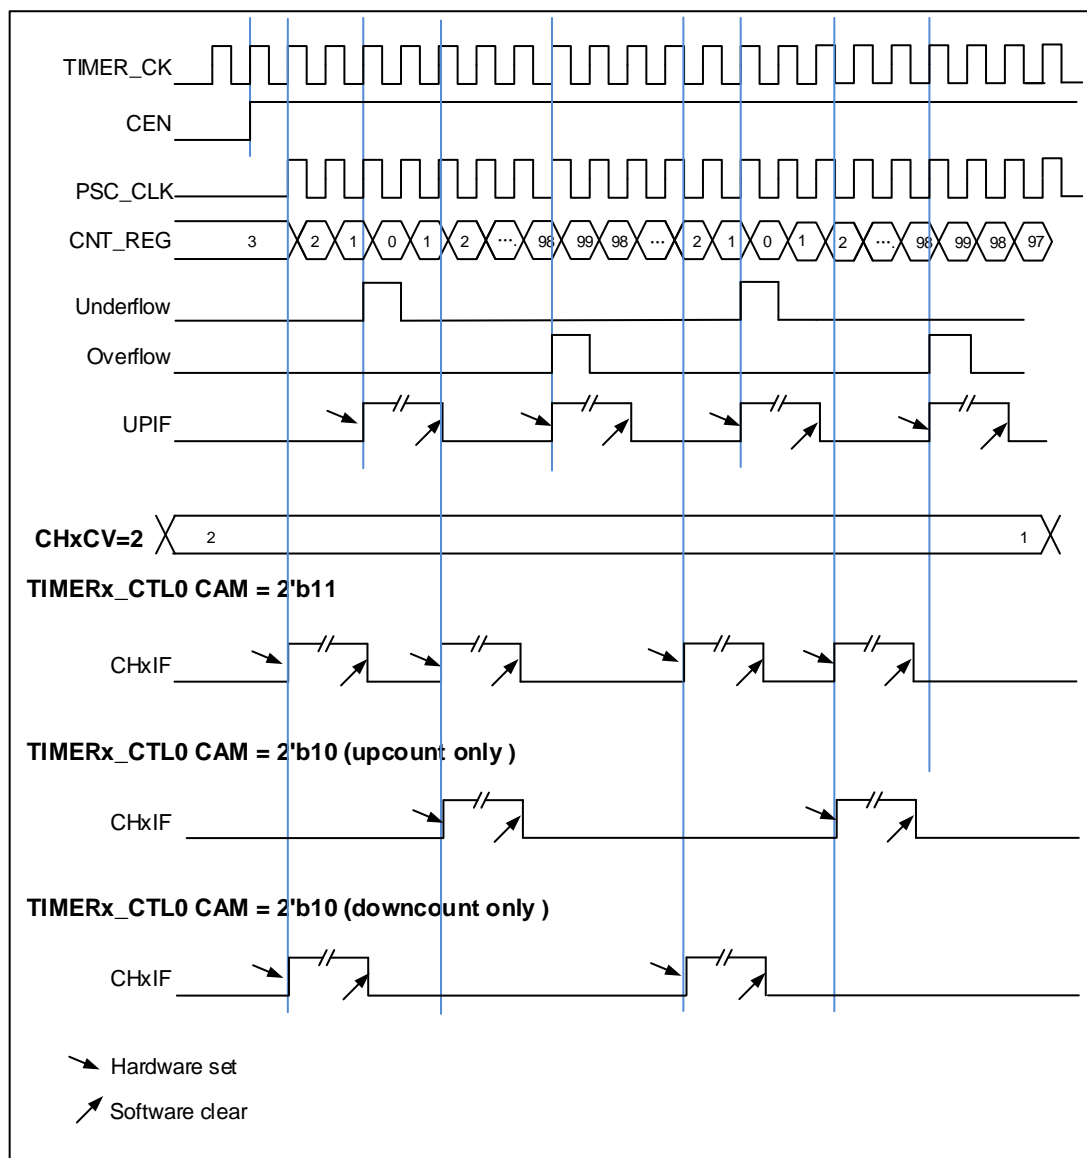 TIMER_CK
CEN
PSC_CLK
CNT_REG 3 2 1 0 1 2 .... 98 99 98 ... 2 1 0 1 2 .... 98 99 98 97
Underflow
Overflow
UPIF
CHxCV=2 2 1
TIMERx_CTL0 CAM = 2'b11
CHxIF
TIMERx_CTL0 CAM = 2'b10 (upcount only )
CHxIF
TIMERx_CTL0 CAM = 2'b10 (downcount only )
CHxIF
Hardware set
Software clear